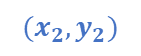 (x₂, y₂)